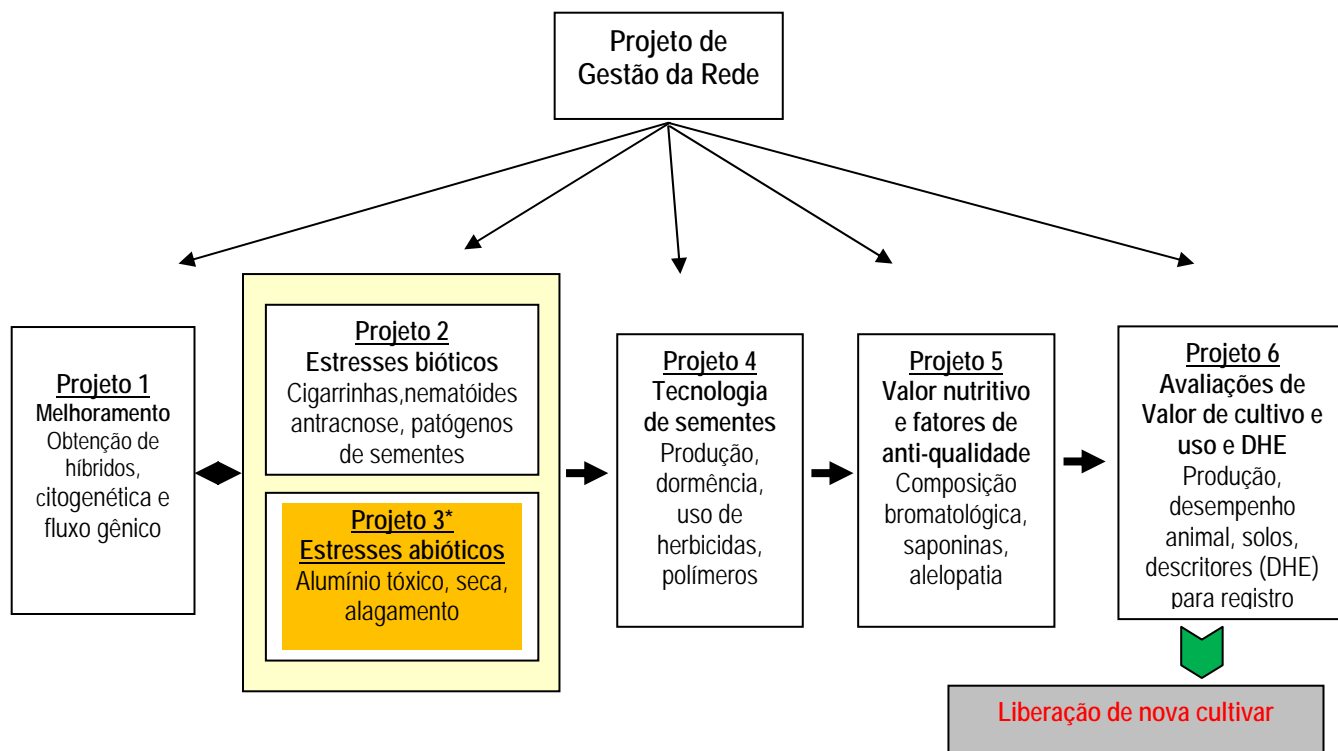 Projeto de
Gestão da Rede
Projeto 1
Melhoramento
Obtenção de
híbridos,
citogenética e
fluxo gênico
Projeto 2
Estresses bióticos
Cigarrinhas,nematóides
antracnose, patógenos
de sementes
Projeto 3*
Estresses abióticos
Alumínio tóxico, seca,
alagamento
Projeto 4
Tecnologia
de sementes
Produção,
dormência,
uso de
herbicidas,
polímeros
Projeto 5
Valor nutritivo
e fatores de
anti-qualidade
Composição
bromatológica,
saponinas,
alelopatia
Projeto 6
Avaliações de
Valor de cultivo e
uso e DHE
Produção,
desempenho
animal, solos,
descritores (DHE)
para registro
Liberação de nova cultivar